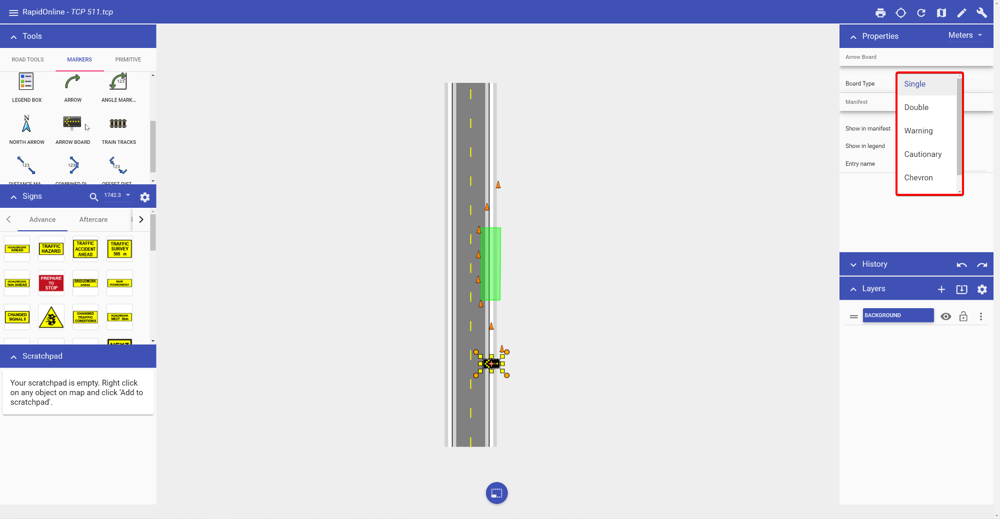 RapidOnline - TCP 511.tcp
Tools
ROAD TOOLS
MARKERS
PRIMITIVE
LEGEND BOX
ARROW
123
ANGLE MARK...
N
NORTH ARROW
ARROW BOARD
TRAIN TRACKS
123
123
123
DISTANCE MA...
COMBINED DI...
OFFSET DIST...
Signs
1742.3
Advance
Aftercare
ROADWORK
AHEAD
TRAFFIC
HAZARD
TRAFFIC
ACCIDENT
AHEAD
TRAFFIC
SURVEY
500 m
ROADWORK
1km AHEAD
PREPARE
TO
STOP
BRIDGEWORK
AHEAD
NEW
ROUNDABOUT
CHANGED
SIGNALS
CHANGED
TRAFFIC
CONDITIONS
ROADWORK
NEXT 2km
NEXT
Scratchpad
Your scratchpad is empty. Right click
on any object on map and click 'Add to
scratchpad'.
Properties
Meters
Arrow Board
Board Type
Single
Double
Warning
Cautionary
Chevron
Manifest
Show in manifest
Show in legend
Entry name
History
Layers
BACKGROUND